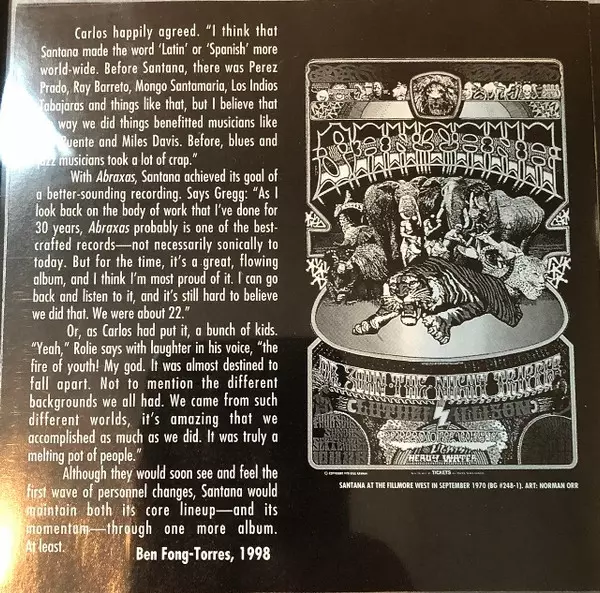 Carlos happily agreed. “I think that
Santana made the word ‘Latin’ or ‘Spanish’ more
world-wide. Before Santana, there was Perez
Prado, Ray Barreto, Mongo Santamaria, Los Indios
Tabajaras and things like that, but I believe that
way we did things benefitted musicians like
Puente and Miles Davis. Before, blues and
jazz musicians took a lot of crap.”
With Abraxas, Santana achieved its goal of
a better-sounding recording. Says Gregg: “As I
look back on the body of work that I’ve done for
30 years, Abraxas probably is one of the best-
crafted records—not necessarily sonically to
today. But for the time, it’s a great, flowing
album, and I think I’m most proud of it. I can go
back and listen to it, and it’s still hard to believe
we did that. We were about 22.”
Or, as Carlos had put it, a bunch of kids.
“Yeah,” Rolie says with laughter in his voice, “the
fire of youth! My god. It was almost destined to
fall apart. Not to mention the different
backgrounds we all had. We came from such
different worlds, it’s amazing that we
accomplished as much as we did. It was truly a
melting pot of people.”
Although they would soon see and feel the
first wave of personnel changes, Santana would
maintain both its core lineup—and its
momentum—through one more album.
At least.
Ben Fong-Torres, 1998
SANTANA
DR. JOHN THE NIGHT TRIPPER
LIGHTS
HEAVY WATER
TICKETS
SANTANA AT THE FILLMORE WEST IN SEPTEMBER 1970 (BG #248-1). ART: NORMAN ORR